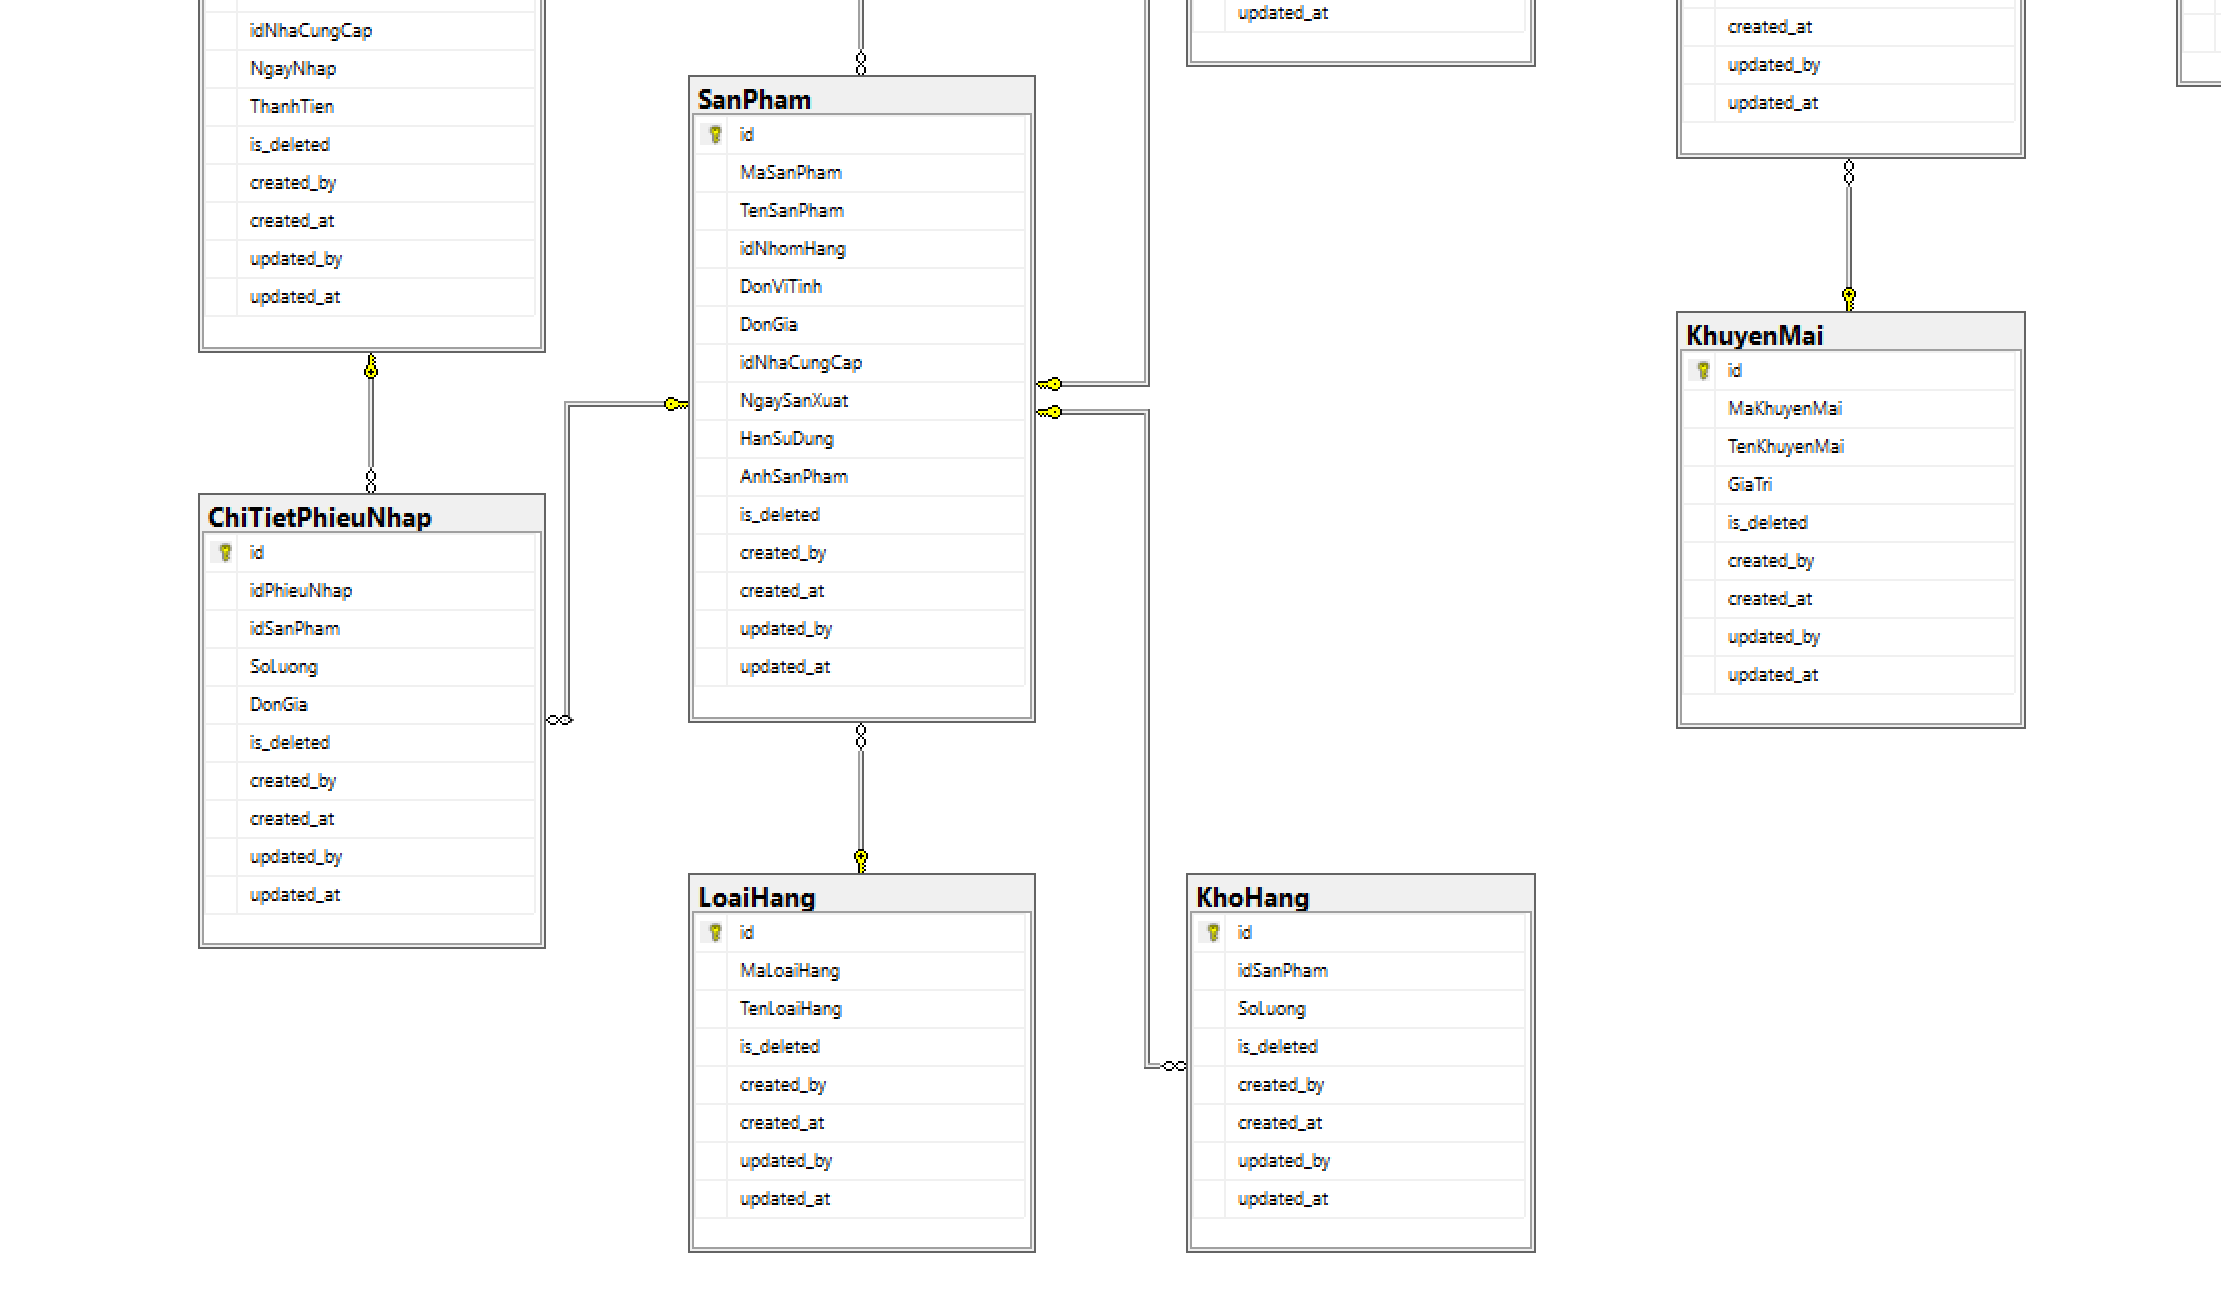 idNhaCungCap
NgayNhap
ThanhTien
is_deleted
created_by
created_at
updated_by
updated_at
ChiTietPhieuNhap
id
idPhieuNhap
idSanPham
SoLuong
DonGia
is_deleted
created_by
created_at
updated_by
updated_at
SanPham
id
MaSanPham
TenSanPham
idNhomHang
DonViTinh
DonGia
idNhaCungCap
NgaySanXuat
HanSuDung
AnhSanPham
is_deleted
created_by
created_at
updated_by
updated_at
LoaiHang
id
MaLoaiHang
TenLoaiHang
is_deleted
created_by
created_at
updated_by
updated_at
updated_at
KhoHang
id
idSanPham
SoLuong
is_deleted
created_by
created_at
updated_by
updated_at
created_at
updated_by
updated_at
KhuyenMai
id
MaKhuyenMai
TenKhuyenMai
GiaTri
is_deleted
created_by
created_at
updated_by
updated_at